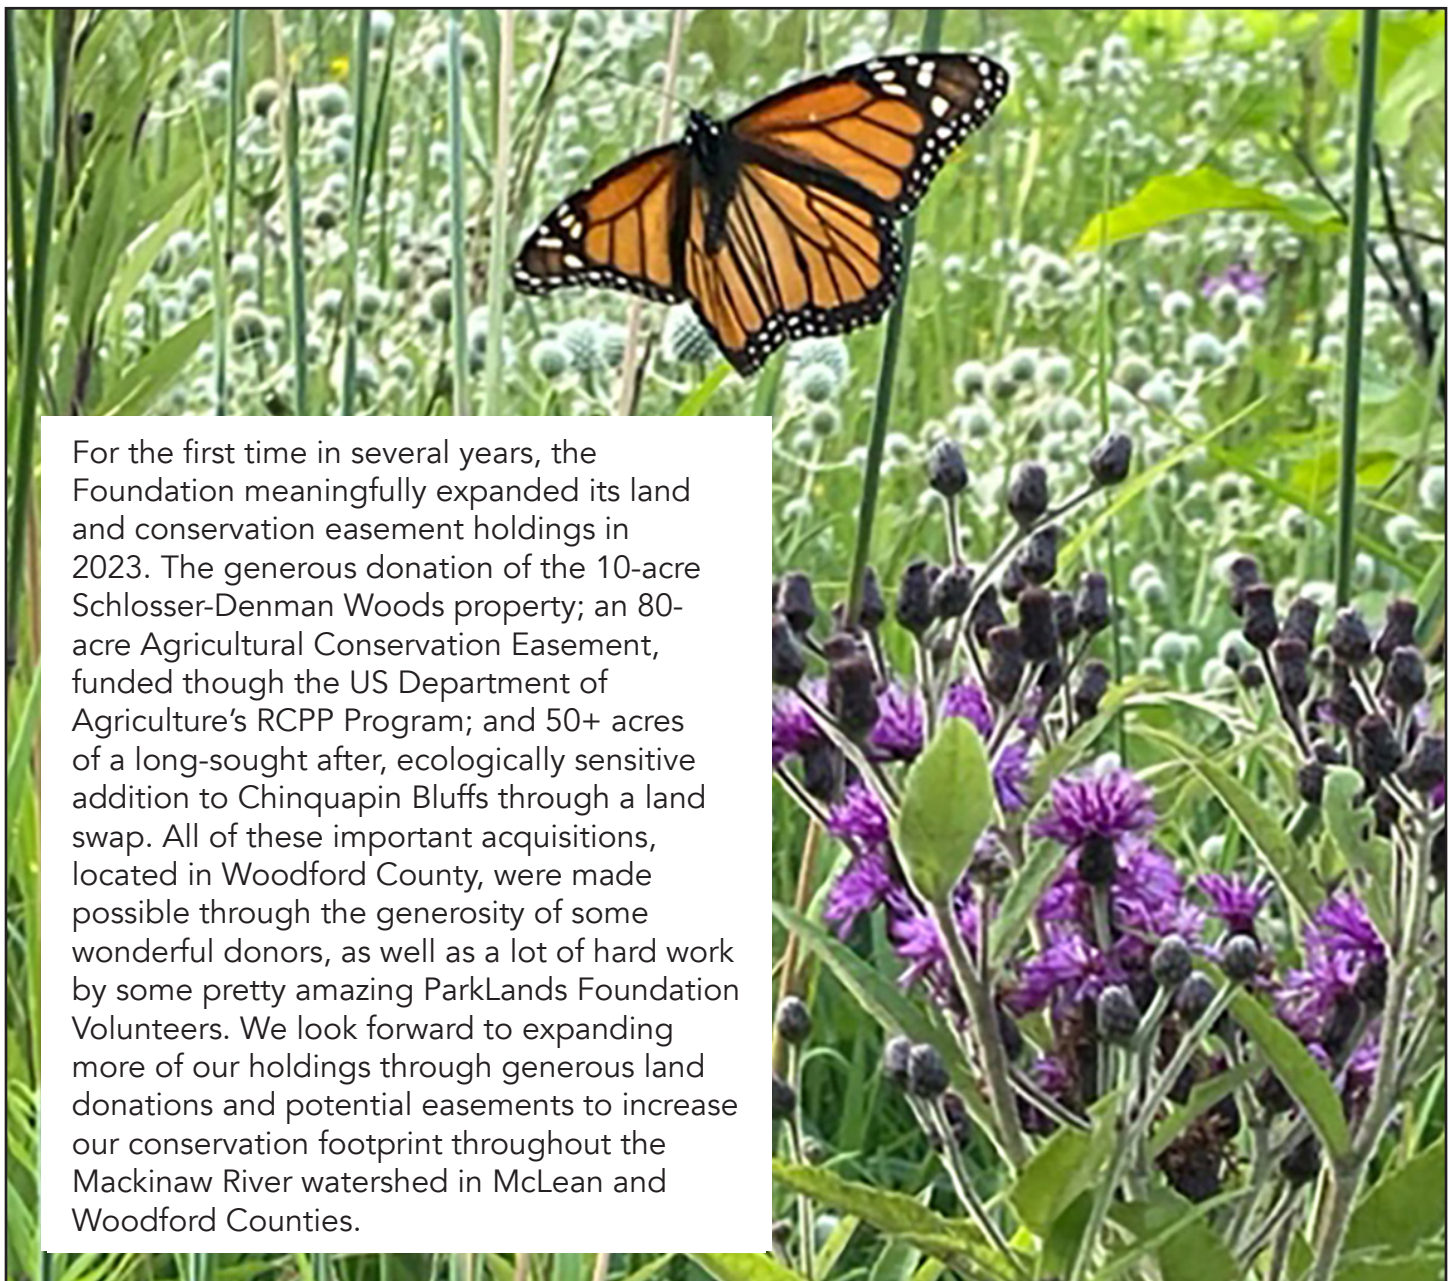 For the first time in several years, the
Foundation meaningfully expanded its land
and conservation easement holdings in
2023. The generous donation of the 10-acre
Schlosser-Denman Woods property; an 80-
acre Agricultural Conservation Easement,
funded though the US Department of
Agriculture’s RCPP Program; and 50+ acres
of a long-sought after, ecologically sensitive
addition to Chinquapin Bluffs through a land
swap. All of these important acquisitions,
located in Woodford County, were made
possible through the generosity of some
wonderful donors, as well as a lot of hard work
by some pretty amazing ParkLands Foundation
Volunteers. We look forward to expanding
more of our holdings through generous land
donations and potential easements to increase
our conservation footprint throughout the
Mackinaw River watershed in McLean and
Woodford Counties.